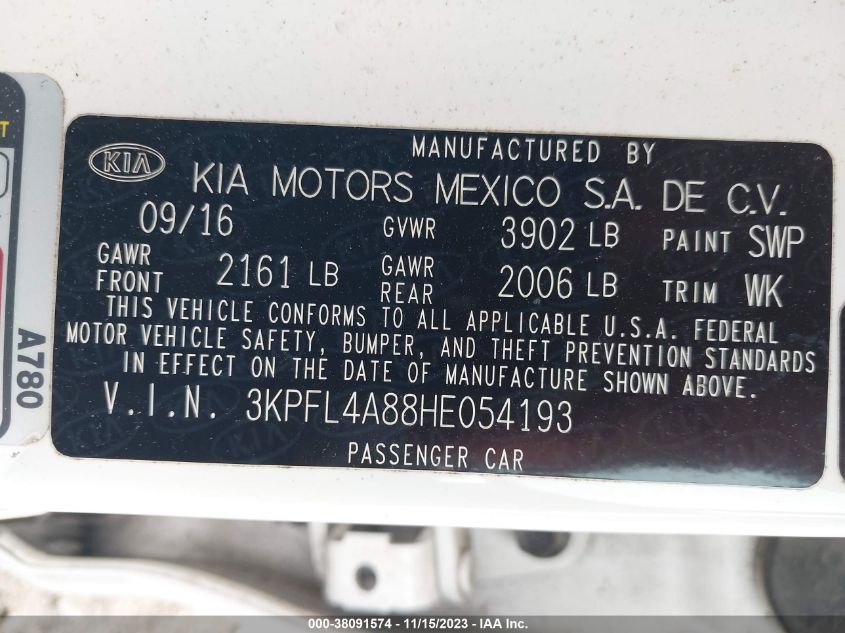 MANUFACTURED BY
KIA KIA MOTORS MEXICO S.A. DE C.V.
09/16 GVWR 3902 LB PAINT SWP
GAWR FRONT 2161 LB GAWR REAR 2006 LB TRIM WK
THIS VEHICLE CONFORMS TO ALL APPLICABLE U.S.A. FEDERAL
MOTOR VEHICLE SAFETY, BUMPER, AND THEFT PREVENTION STANDARDS
IN EFFECT ON THE DATE OF MANUFACTURE SHOWN ABOVE.
V.I.N. 3KPFL4A88HE054193
PASSENGER CAR
A780
000-38091574 - 11/15/2023 - IAA Inc.